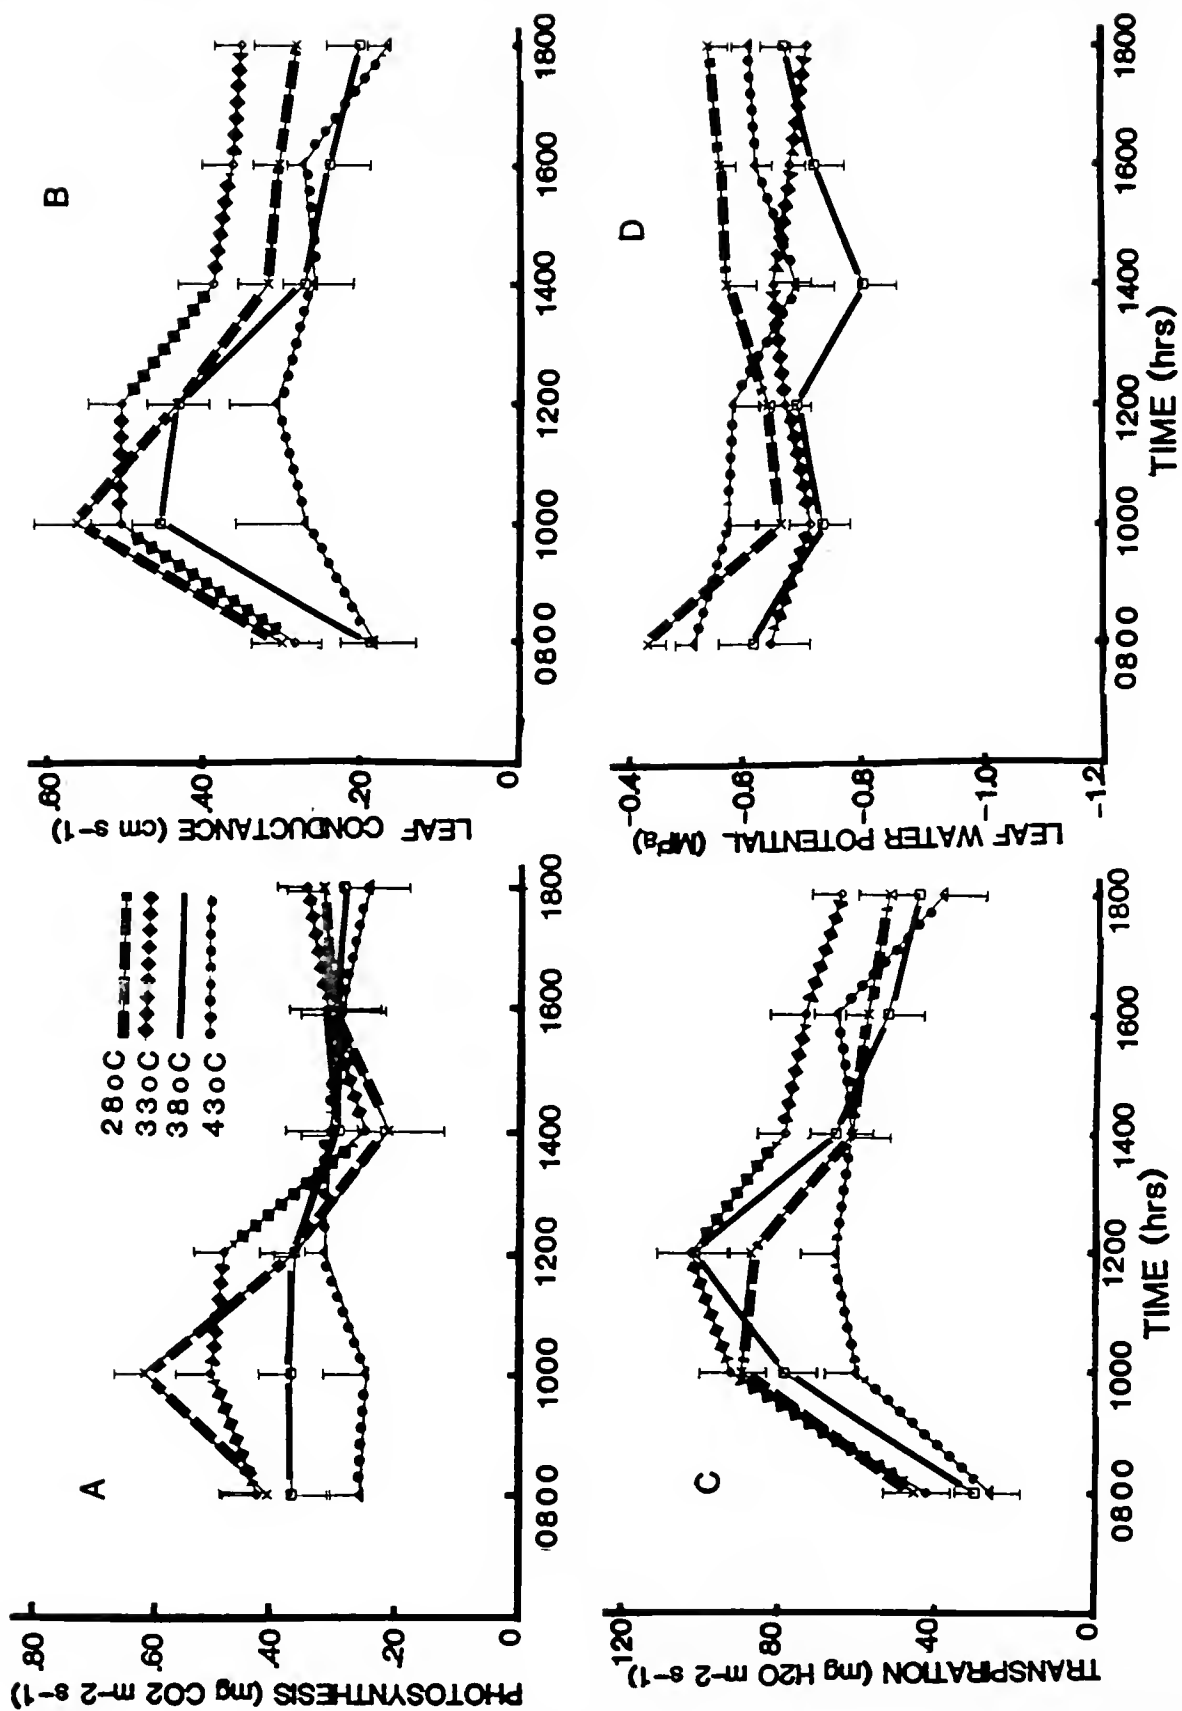 A
28oC
33oC
38oC
43oC
PHOTOSYNTHESIS (mg CO2 m-2 s-1)
.80
.60
.40
.20
0
0800 1000 1200 1400 1600 1800
B
LEAF CONDUCTANCE (cm s-1)
.60
.40
.20
0
0800 1000 1200 1400 1600 1800
C
TRANSPIRATION (mg H2O m-2 s-1)
120
80
40
0
0800 1000 1200 1400 1600 1800
TIME (hrs)
D
LEAF WATER POTENTIAL (MPa)
-0.4
-0.6
-0.8
-1.0
-1.2
0800 1000 1200 1400 1600 1800
TIME (hrs)